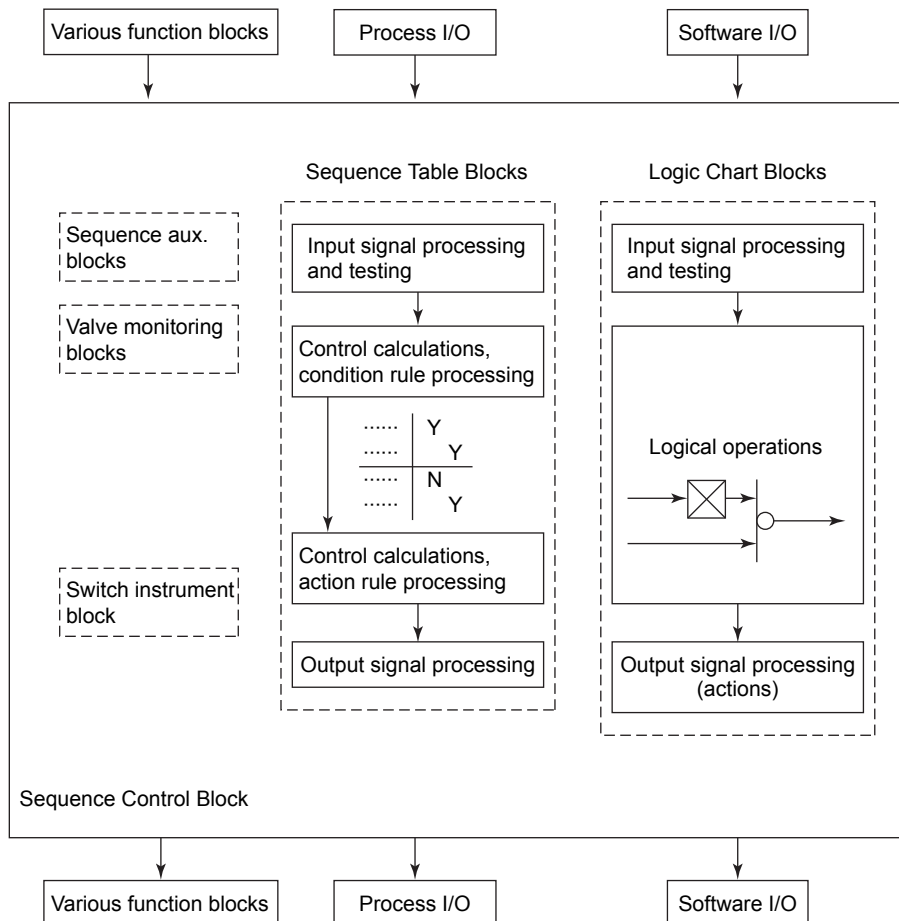 Various function blocks
Process I/O
Software I/O
Sequence Table Blocks
Logic Chart Blocks
Sequence aux.
blocks
Input signal processing
and testing
Input signal processing
and testing
Valve monitoring
blocks
Control calculations,
condition rule processing
...... Y
...... Y
...... N
...... Y
Logical operations
Control calculations,
action rule processing
Switch instrument
block
Output signal processing
Output signal processing
(actions)
Sequence Control Block
Various function blocks
Process I/O
Software I/O